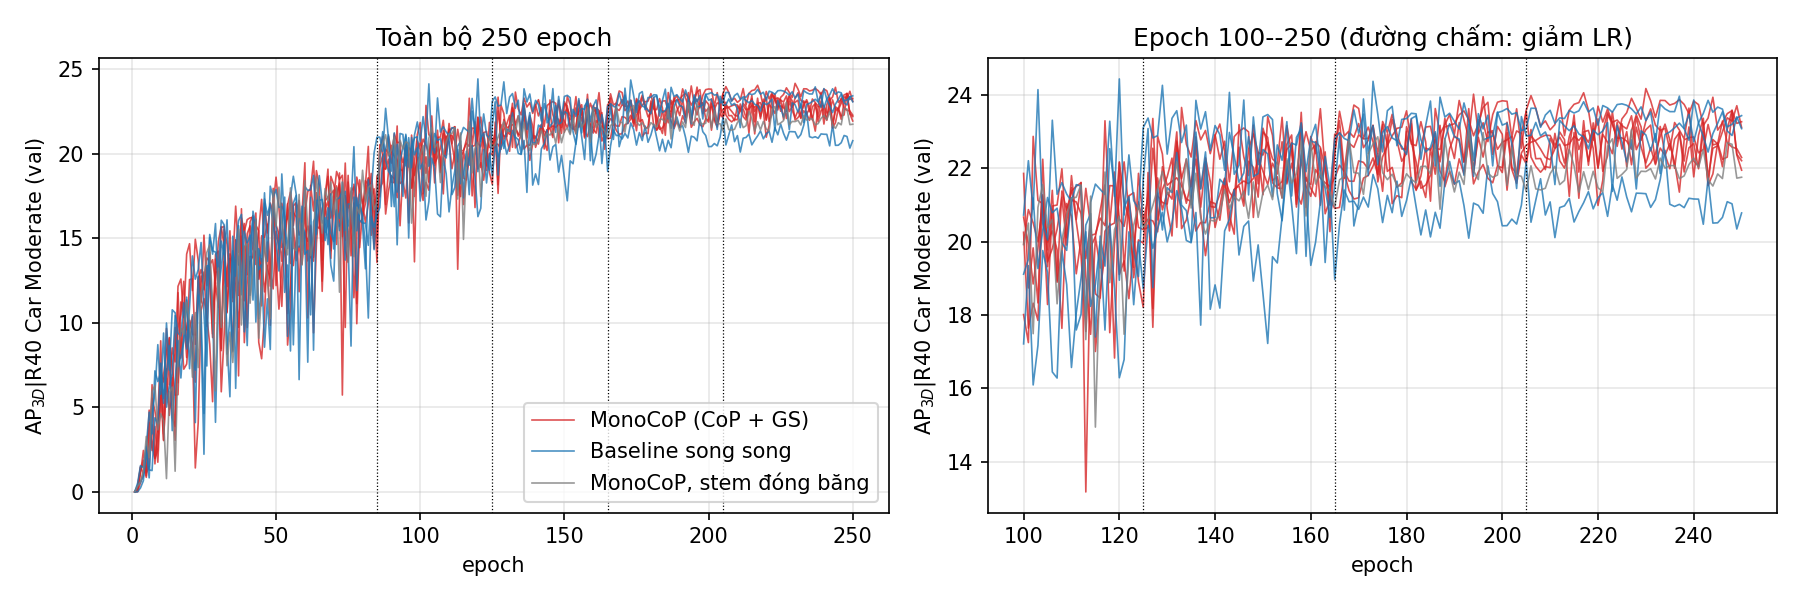 Toàn bộ 250 epoch
AP3D|R40 Car Moderate (val)
25
20
15
10
5
0
MonoCoP (CoP + GS)
Baseline song song
MonoCoP, stem đóng băng
0 50 100 150 200 250
epoch
Epoch 100--250 (đường chấm: giảm LR)
AP3D|R40 Car Moderate (val)
24
22
20
18
16
14
100 120 140 160 180 200 220 240
epoch